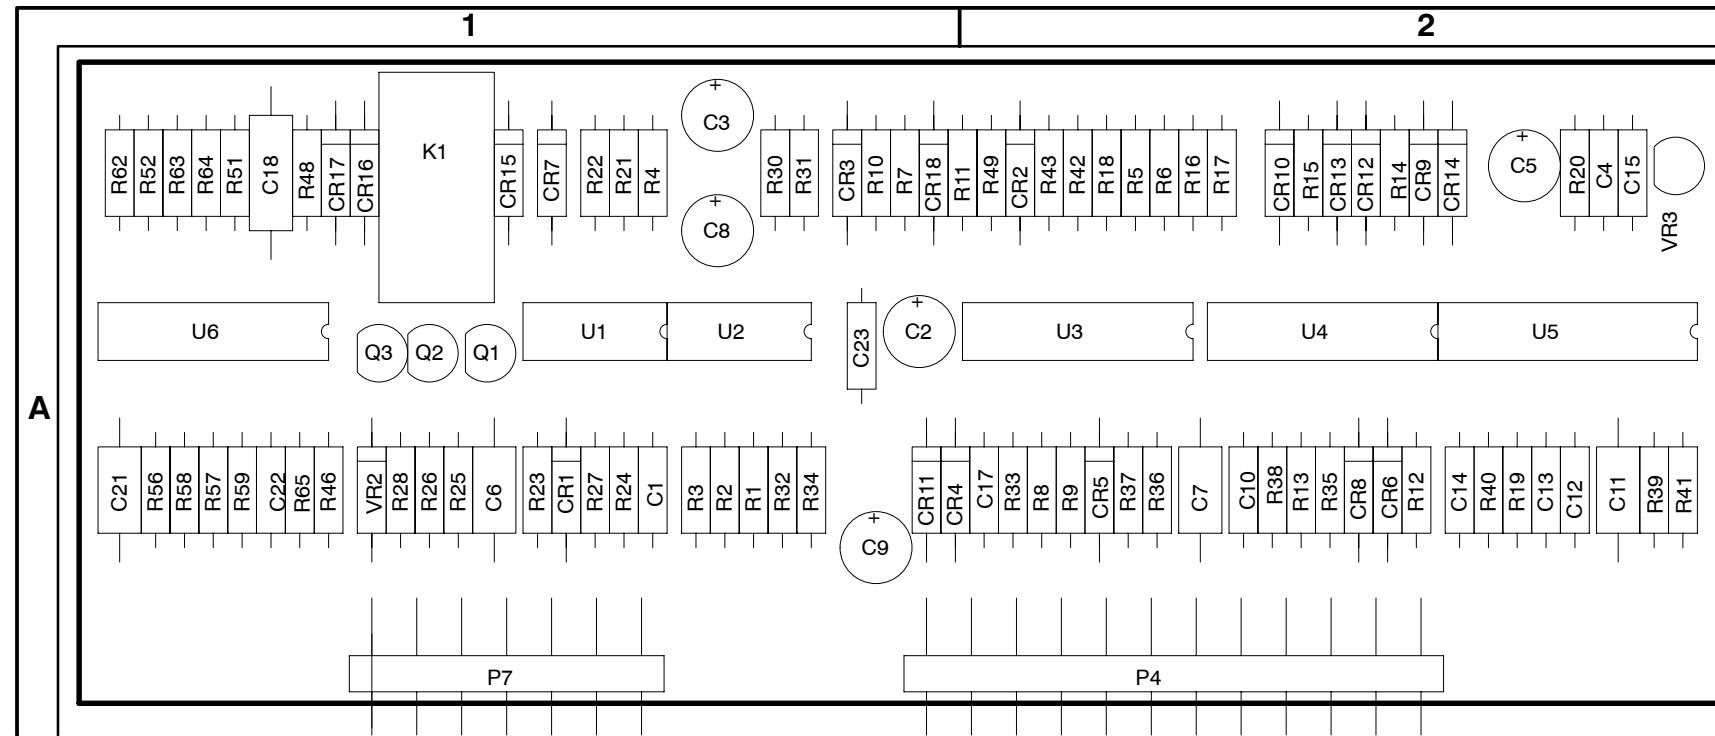 1 2
A
R62 R52 R63 R64 R51 C18 R48 CR17 CR16 K1 CR15 CR7 R22 R21 R4 + C3 R30 R31 CR3 R10 R7 CR18 R11 R49 CR2 R43 R42 R18 R5 R6 R16 R17 CR10 R15 CR13 CR12 R14 CR9 CR14 + C5 R20 C4 C15 VR3
+ C8
U6 Q3 Q2 Q1 U1 U2 C23 + C2 U3 U4 U5
C21 R56 R58 R57 R59 C22 R65 R46 VR2 R28 R26 R25 C6 R23 CR1 R27 R24 C1 R3 R2 R1 R32 R34 CR11 CR4 C17 R33 R8 R9 CR5 R37 R36 C7 C10 R38 R13 R35 CR8 CR6 R12 C14 R40 R19 C13 C12 C11 R39 R41
+ C9
P7 P4